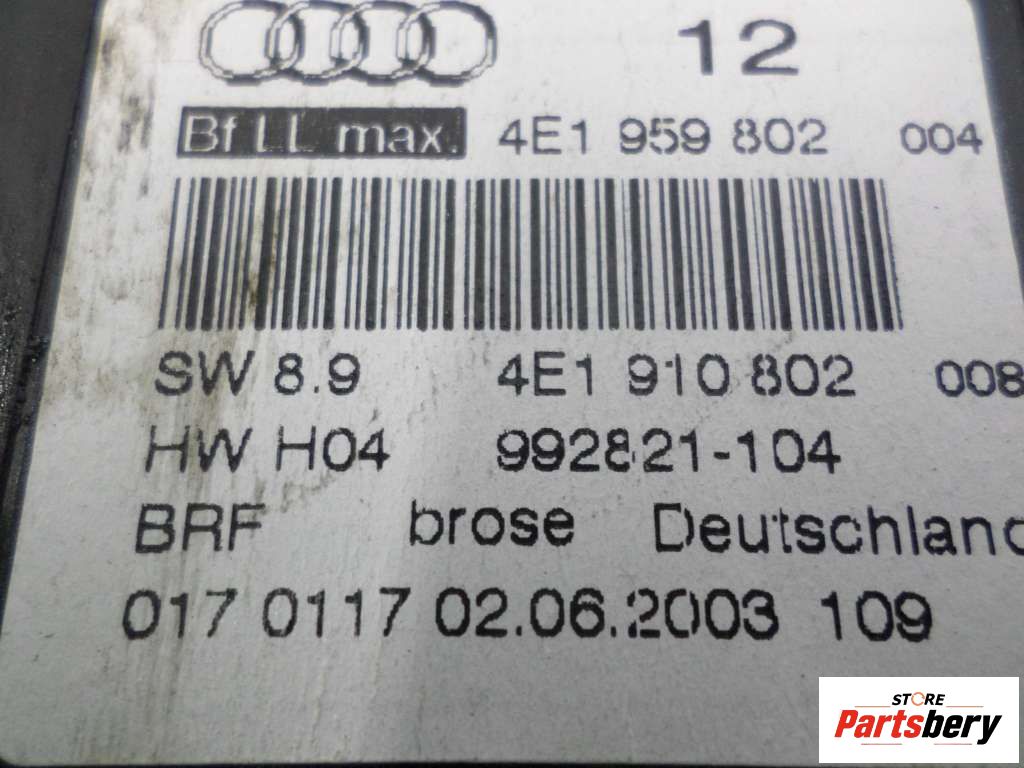 12
Bf LL max. 4E1 959 802 004
SW 8.9 4E1 910 802 008
HW H04 992821-104
BRF brose Deutschland
017 0117 02.06.2003 109
STORE
Partsbery